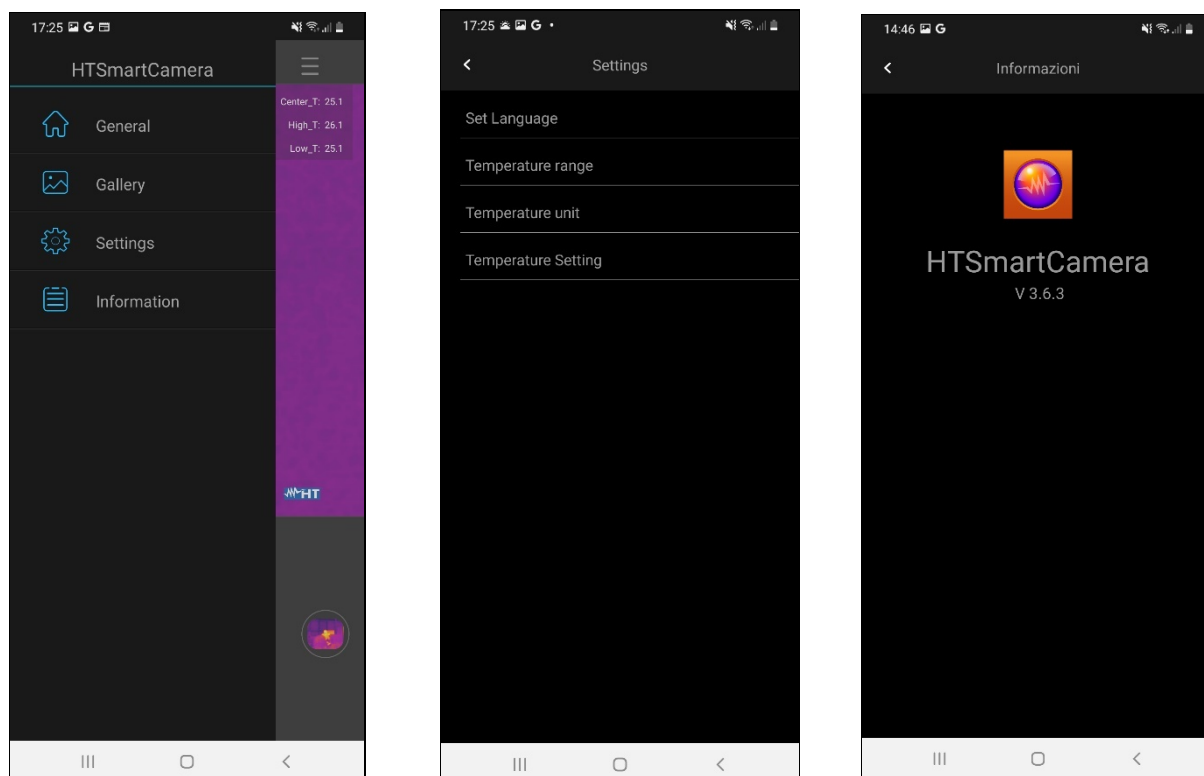 17:25 G
HTSmartCamera
General
Gallery
Settings
Information
Center_T: 25.1
High_T: 26.1
Low_T: 25.1
HT
17:25 G
Settings
Set Language
Temperature range
Temperature unit
Temperature Setting
14:46 G
Informazioni
HTSmartCamera
V 3.6.3